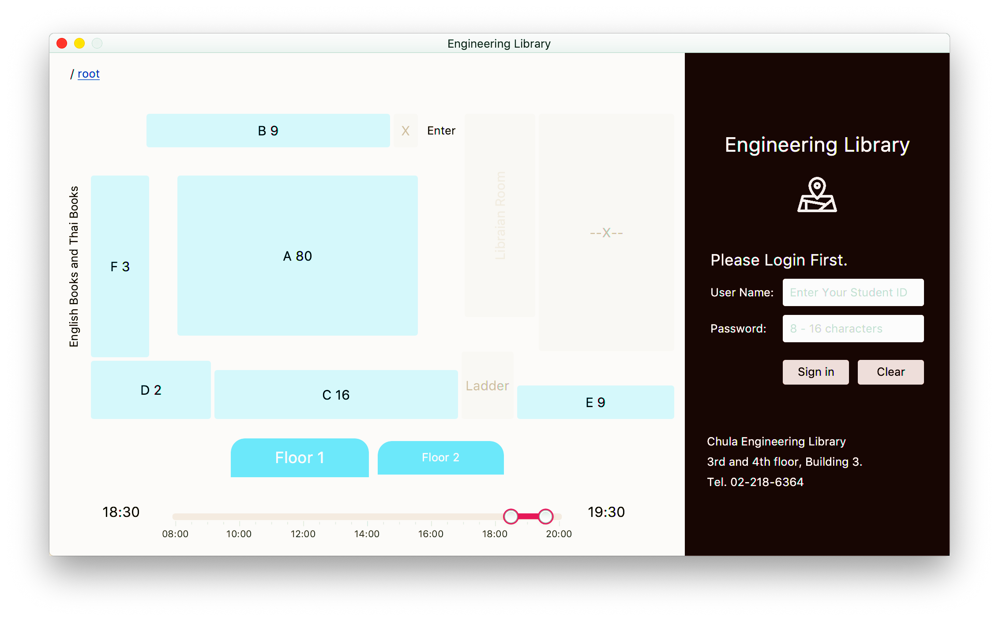 Engineering Library
/ root
B 9
X
Enter
Libraian Room
--X--
English Books and Thai Books
F 3
A 80
D 2
C 16
Ladder
E 9
Floor 1
Floor 2
18:30
19:30
08:00
10:00
12:00
14:00
16:00
18:00
20:00
Engineering Library
Please Login First.
User Name:
Enter Your Student ID
Password:
8 - 16 characters
Sign in
Clear
Chula Engineering Library
3rd and 4th floor, Building 3.
Tel. 02-218-6364